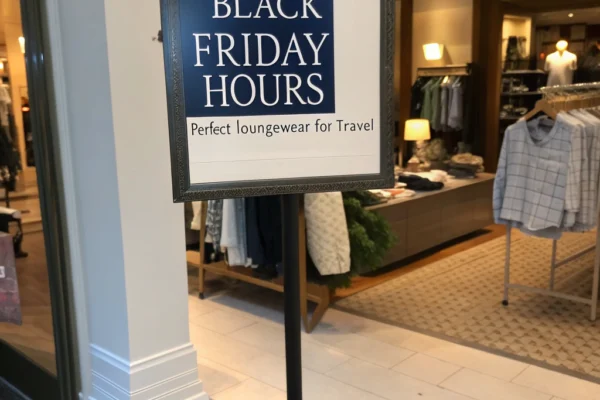 BLACK
FRIDAY
HOURS
Perfect loungewear for Travel